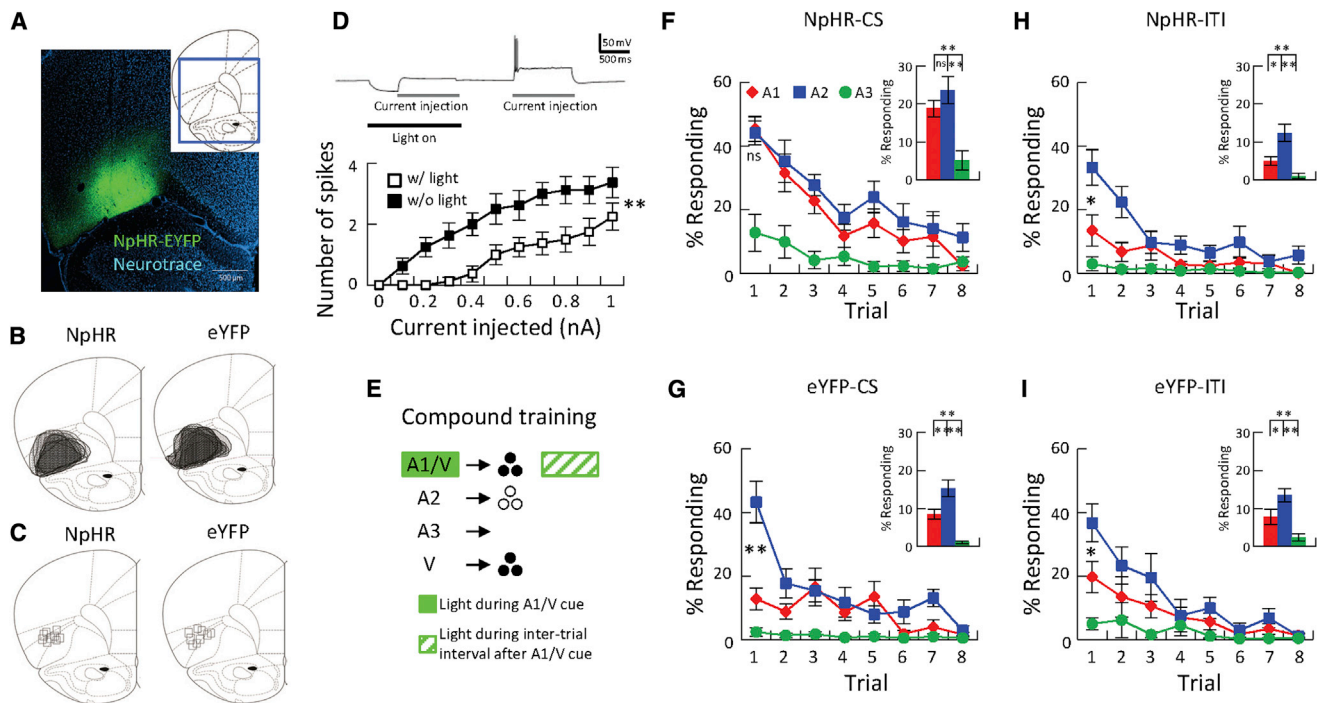 A
NpHR-EYFP
Neurotrace
500 µm
B
NpHR
eYFP
C
NpHR
eYFP
D
50 mV
500 ms
Current injection
Current injection
Light on
Number of spikes
4
2
0
w/ light
w/o light
**
0
0.2
0.4
0.6
0.8
1
Current injected (nA)
E
Compound training
A1/V
A2
A3
V
Light during A1/V cue
Light during inter-trial
interval after A1/V cue
F
NpHR-CS
% Responding
60
40
20
0
A1
A2
A3
ns
1 2 3 4 5 6 7 8
Trial
% Responding
30
20
10
0
**
ns
**
G
eYFP-CS
% Responding
60
40
20
0
**
1 2 3 4 5 6 7 8
Trial
% Responding
30
20
10
0
**
**
**
H
NpHR-ITI
% Responding
60
40
20
0
*
1 2 3 4 5 6 7 8
Trial
% Responding
30
20
10
0
**
*
**
I
eYFP-ITI
% Responding
60
40
20
0
*
1 2 3 4 5 6 7 8
Trial
% Responding
30
20
10
0
**
*
**